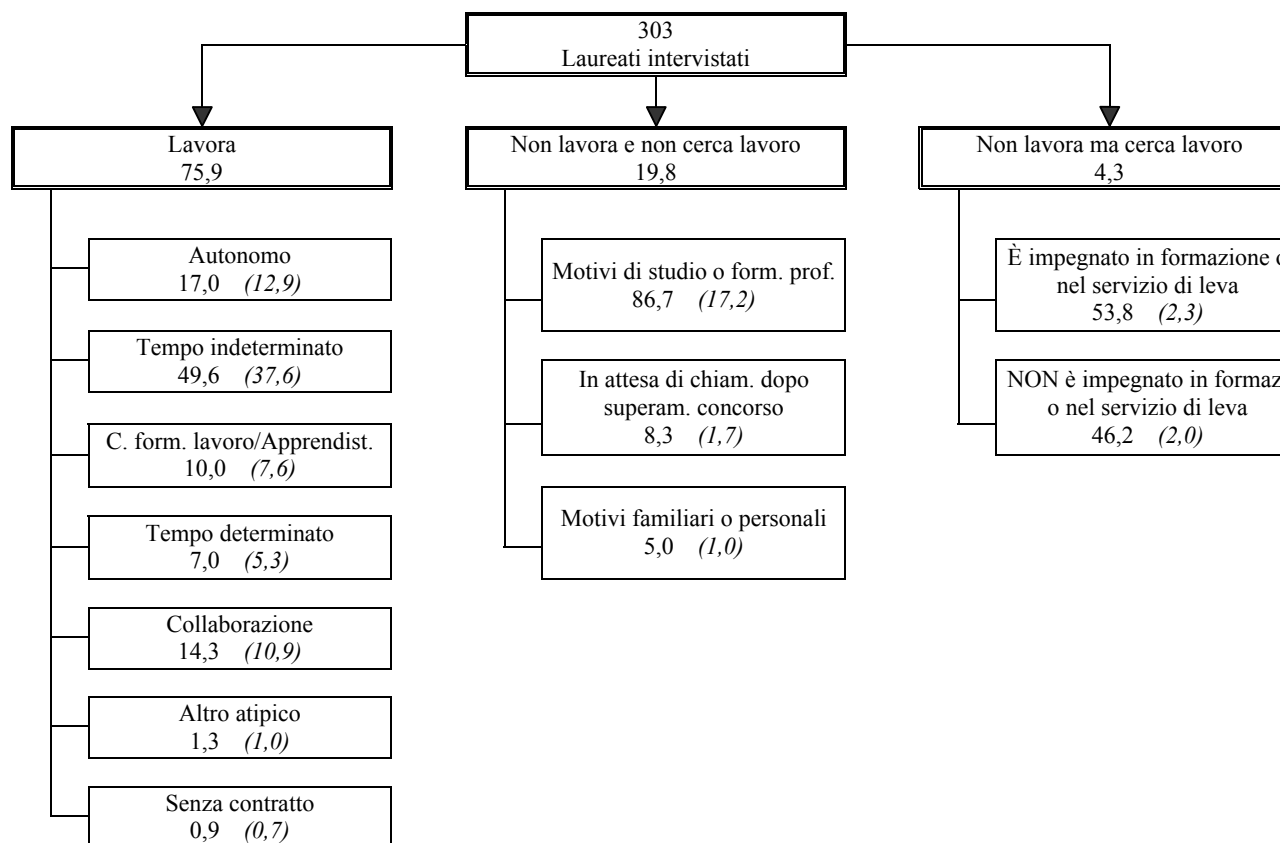 303
Laureati intervistati
Lavora
75,9
Autonomo
17,0 (12,9)
Tempo indeterminato
49,6 (37,6)
C. form. lavoro/Apprendist.
10,0 (7,6)
Tempo determinato
7,0 (5,3)
Collaborazione
14,3 (10,9)
Altro atipico
1,3 (1,0)
Senza contratto
0,9 (0,7)
Non lavora e non cerca lavoro
19,8
Motivi di studio o form. prof.
86,7 (17,2)
In attesa di chiam. dopo
superam. concorso
8,3 (1,7)
Motivi familiari o personali
5,0 (1,0)
Non lavora ma cerca lavoro
4,3
È impegnato in formazione
nel servizio di leva
53,8 (2,3)
NON è impegnato in
o nel servizio di leva
46,2 (2,0)